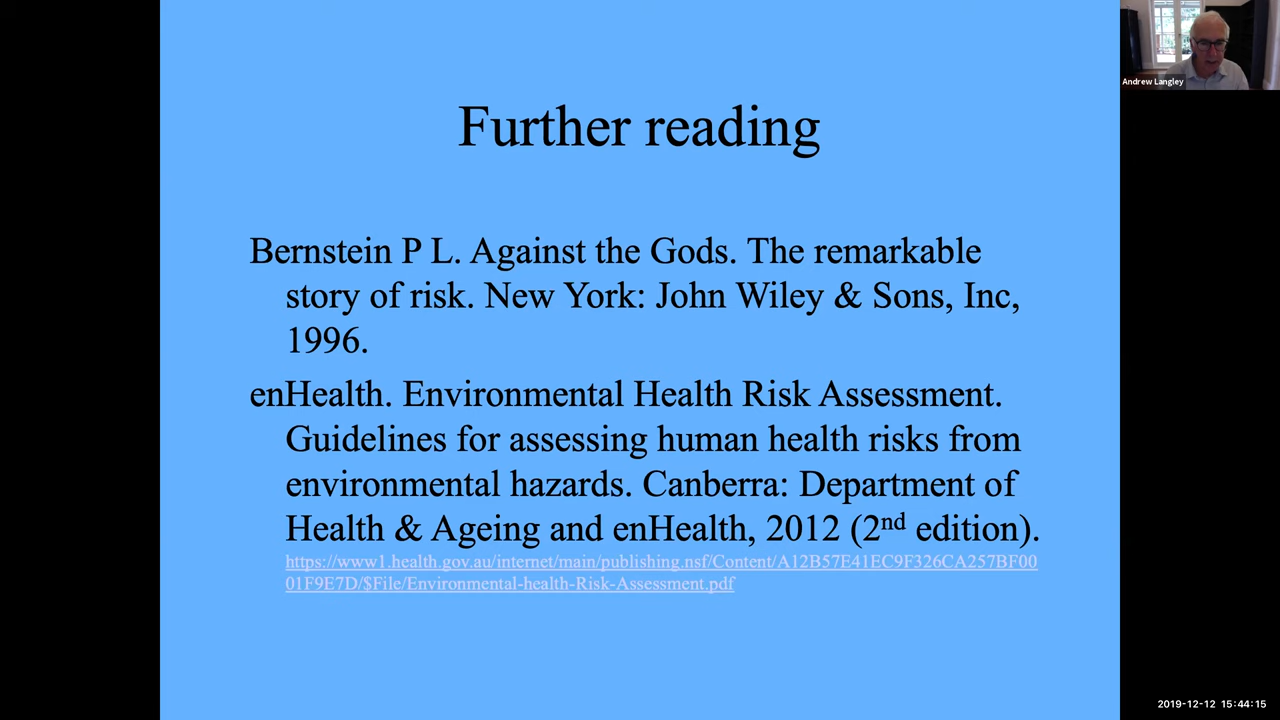 Further reading
Bernstein P L. Against the Gods. The remarkable
story of risk. New York: John Wiley & Sons, Inc,
1996.
enHealth. Environmental Health Risk Assessment.
Guidelines for assessing human health risks from
environmental hazards. Canberra: Department of
Health & Ageing and enHealth, 2012 (2nd edition).
https://www1.health.gov.au/internet/main/publishing.nsf/Content/A12B57E41EC9F326CA257BF00
01F9E7D/$File/Environmental-health-Risk-Assessment.pdf
Andrew Langley
2019-12-12 15:44:15